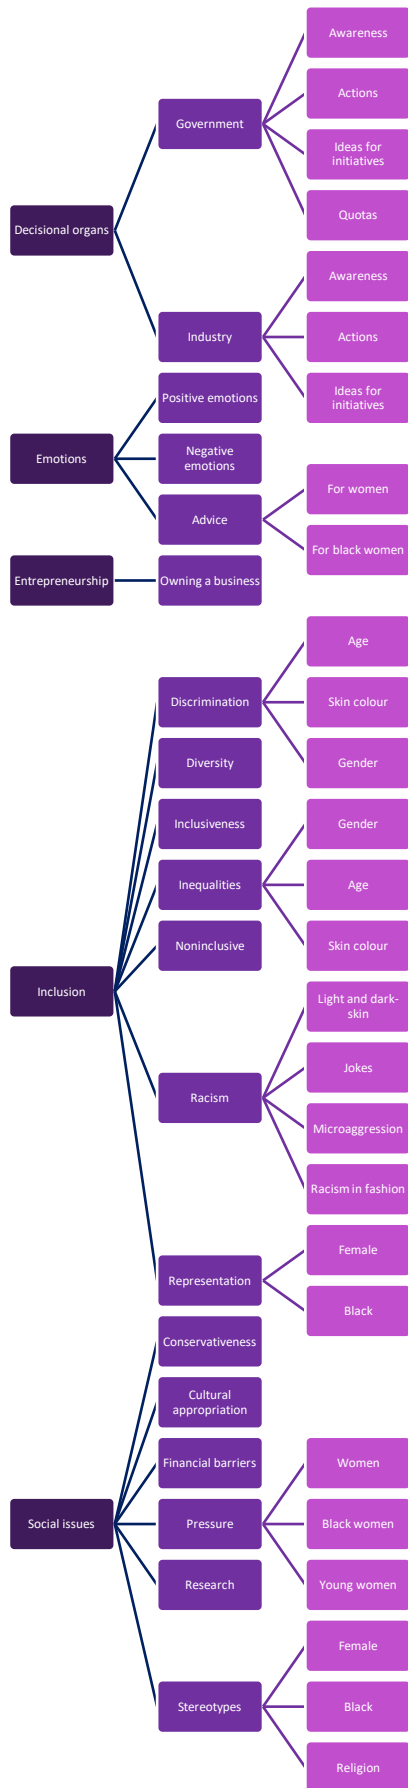 Decisional organs
Government
Awareness
Actions
Ideas for
initiatives
Quotas
Industry
Awareness
Actions
Ideas for
initiatives
Emotions
Positive emotions
Negative
emotions
Advice
For women
For black women
Entrepreneurship
Owning a business
Inclusion
Discrimination
Age
Skin colour
Gender
Diversity
Inclusiveness
Inequalities
Gender
Age
Skin colour
Noninclusive
Racism
Light and dark-
skin
Jokes
Microaggression
Racism in fashion
Representation
Female
Black
Social issues
Conservativeness
Cultural
appropriation
Financial barriers
Pressure
Women
Black women
Young women
Research
Stereotypes
Female
Black
Religion